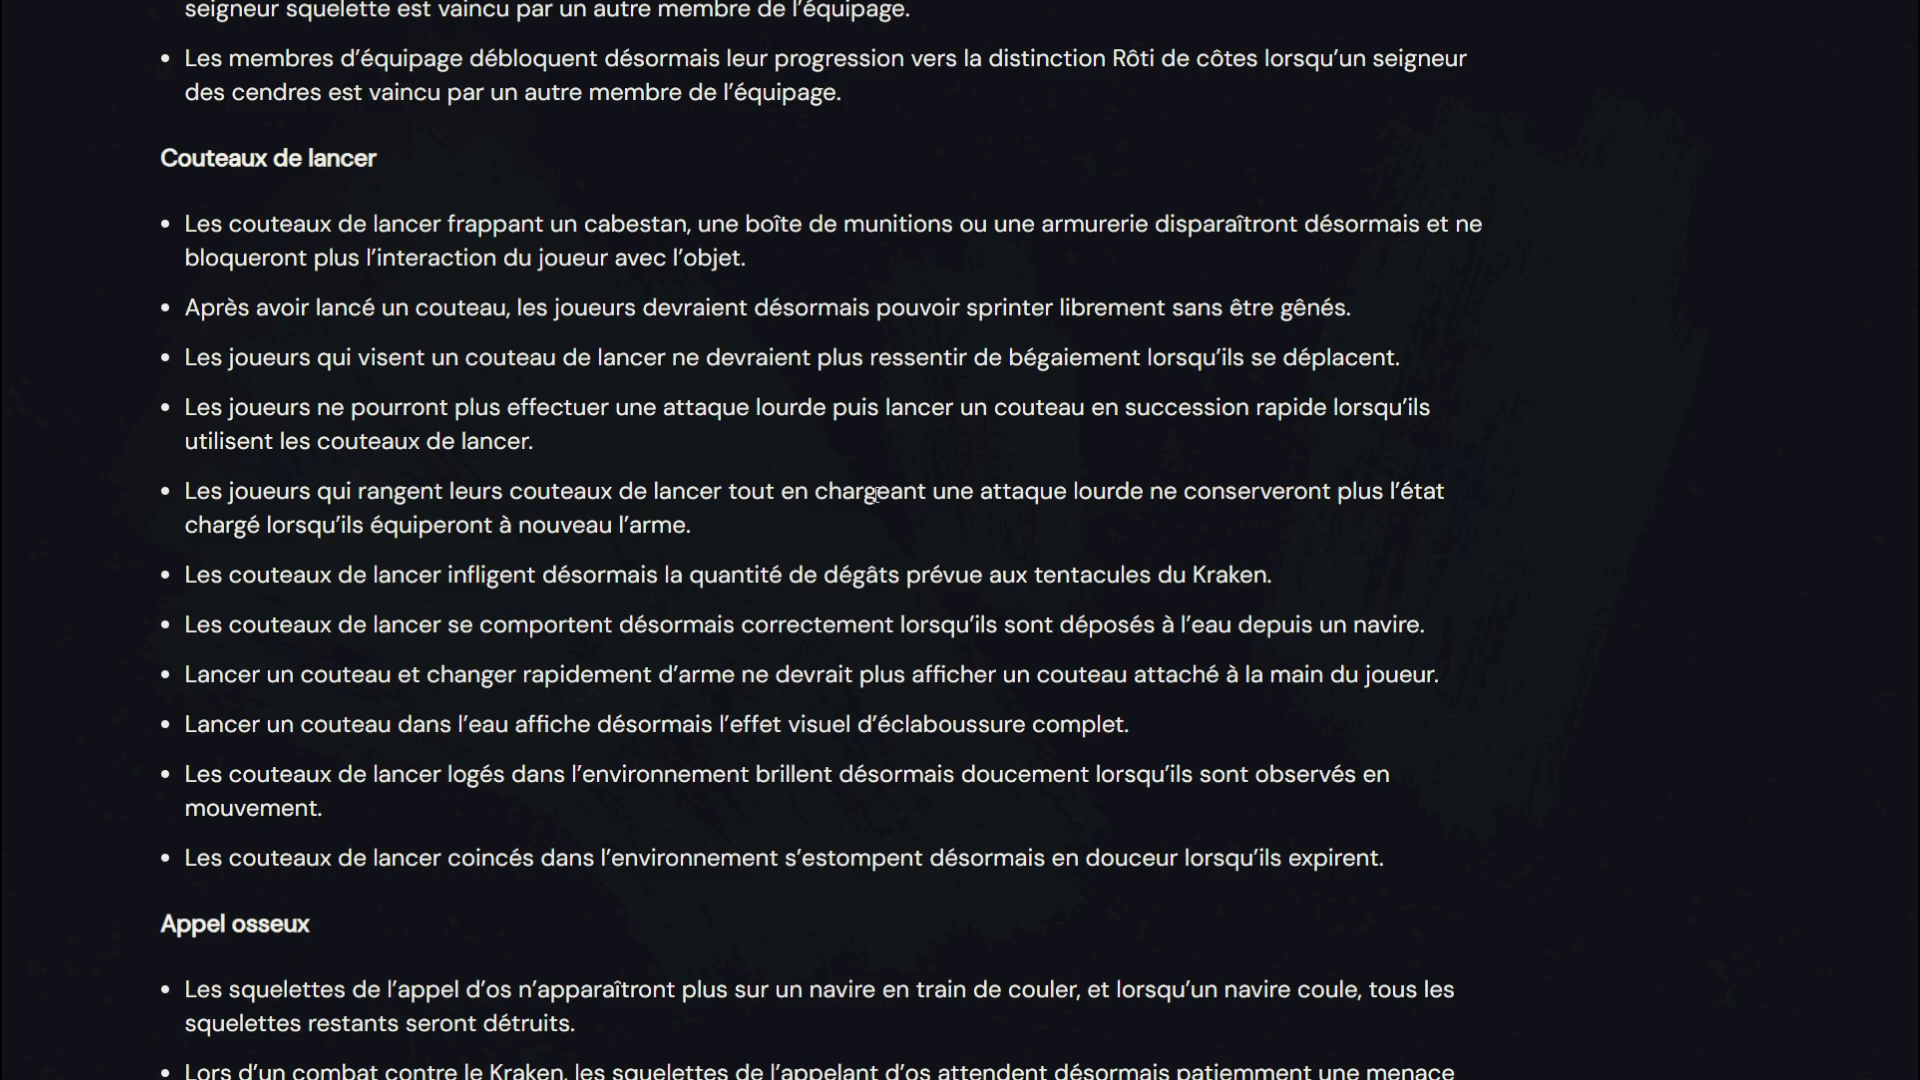 seigneur squelette est vaincu par un autre membre de l’équipage.
• Les membres d’équipage débloquent désormais leur progression vers la distinction Rôti de côtes lorsqu’un seigneur
des cendres est vaincu par un autre membre de l’équipage.
Couteaux de lancer
• Les couteaux de lancer frappant un cabestan, une boîte de munitions ou une armurerie disparaîtront désormais et ne
bloqueront plus l’interaction du joueur avec l’objet.
• Après avoir lancé un couteau, les joueurs devraient désormais pouvoir sprinter librement sans être gênés.
• Les joueurs qui visent un couteau de lancer ne devraient plus ressentir de bégaiement lorsqu’ils se déplacent.
• Les joueurs ne pourront plus effectuer une attaque lourde puis lancer un couteau en succession rapide lorsqu’ils
utilisent les couteaux de lancer.
• Les joueurs qui rangent leurs couteaux de lancer tout en chargeant une attaque lourde ne conserveront plus l’état
chargé lorsqu’ils équiperont à nouveau l’arme.
• Les couteaux de lancer infligent désormais la quantité de dégâts prévue aux tentacules du Kraken.
• Les couteaux de lancer se comportent désormais correctement lorsqu’ils sont déposés à l’eau depuis un navire.
• Lancer un couteau et changer rapidement d’arme ne devrait plus afficher un couteau attaché à la main du joueur.
• Lancer un couteau dans l’eau affiche désormais l’effet visuel d’éclaboussure complet.
• Les couteaux de lancer logés dans l’environnement brillent désormais doucement lorsqu’ils sont observés en
mouvement.
• Les couteaux de lancer coincés dans l’environnement s’estompent désormais en douceur lorsqu’ils expirent.
Appel osseux
• Les squelettes de l’appel d’os n’apparaîtront plus sur un navire en train de couler, et lorsqu’un navire coule, tous les
squelettes restants seront détruits.
• Lors d’un combat contre le Kraken, les squelettes de l’appelant d’os attendent désormais patiemment une menace